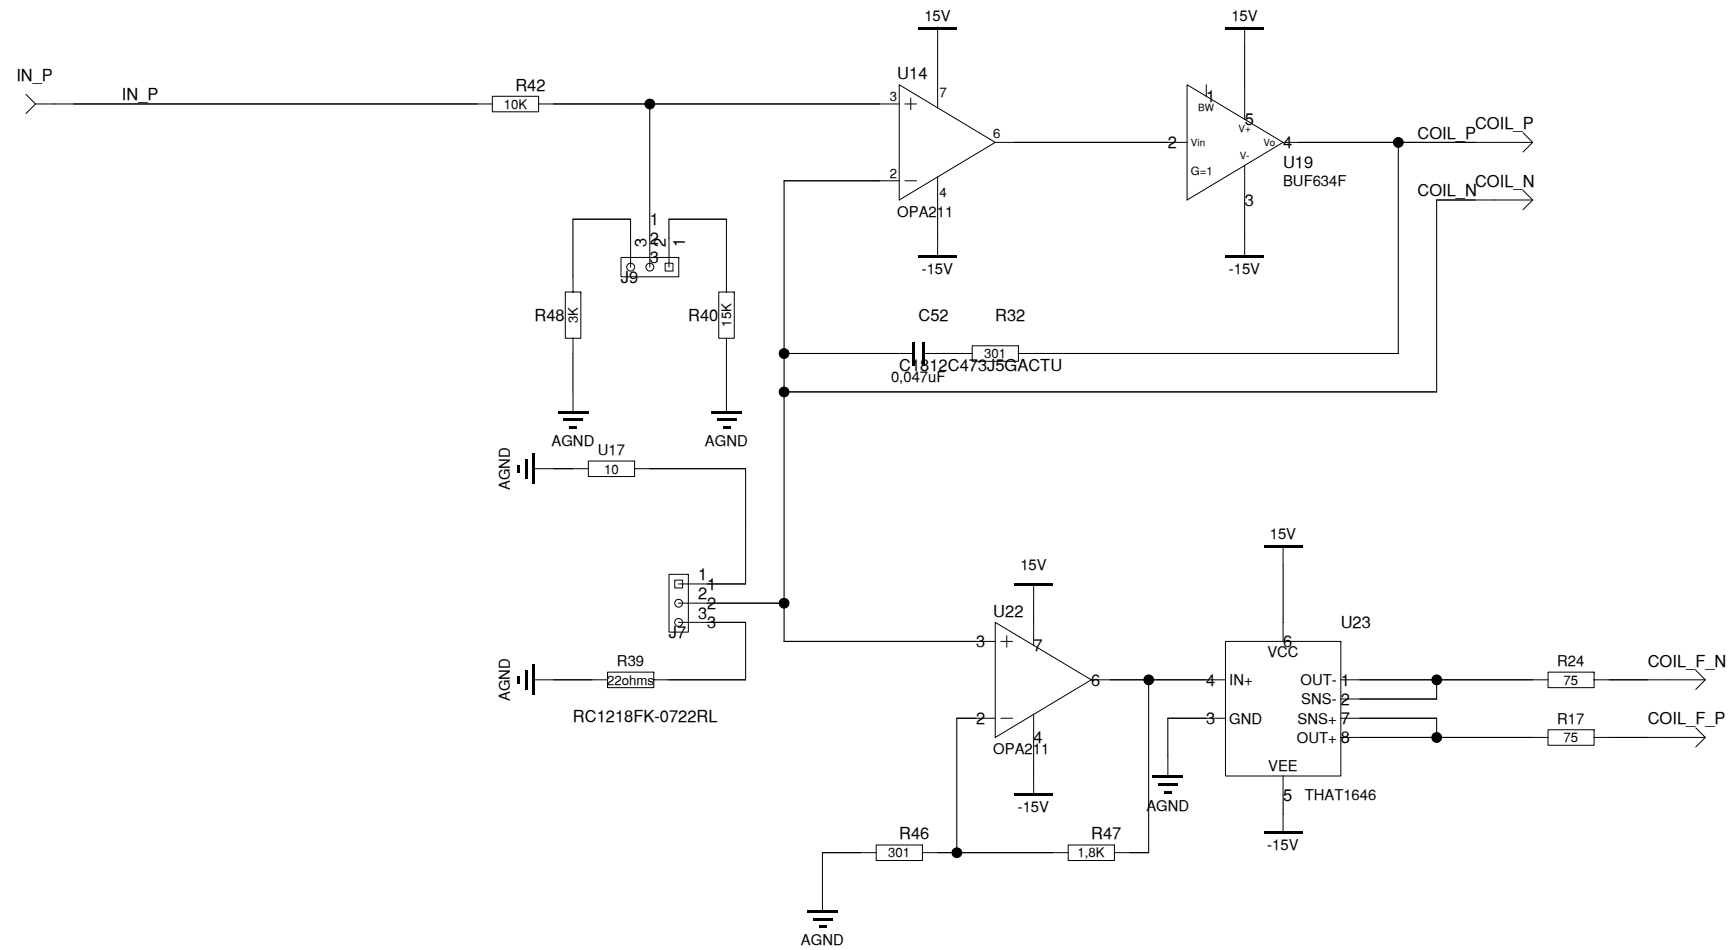 15V
15V
IN_P
IN_P
R42
10K
U14
3
7
6
2
4
OPA211
-15V
1
BW
5
V+
2
Vin
Vo
4
V-
G=1
3
U19
BUF634F
-15V
COIL_P
COIL_P
COIL_N
COIL_N
1
2
3
3
2
1
J9
R48
3K
R40
15K
AGND
AGND
C52
R32
301
C1812C473J5GACTU
0,047uF
U17
10
AGND
1
1
2
2
3
3
J7
AGND
R39
22ohms
RC1218FK-0722RL
15V
U22
3
7
6
2
4
OPA211
-15V
15V
U23
6
VCC
4
IN+
3
GND
OUT-
1
SNS-
2
SNS+
7
OUT+
8
VEE
5
THAT1646
-15V
AGND
R24
75
COIL_F_N
R17
75
COIL_F_P
R46
301
R47
1,8K
AGND